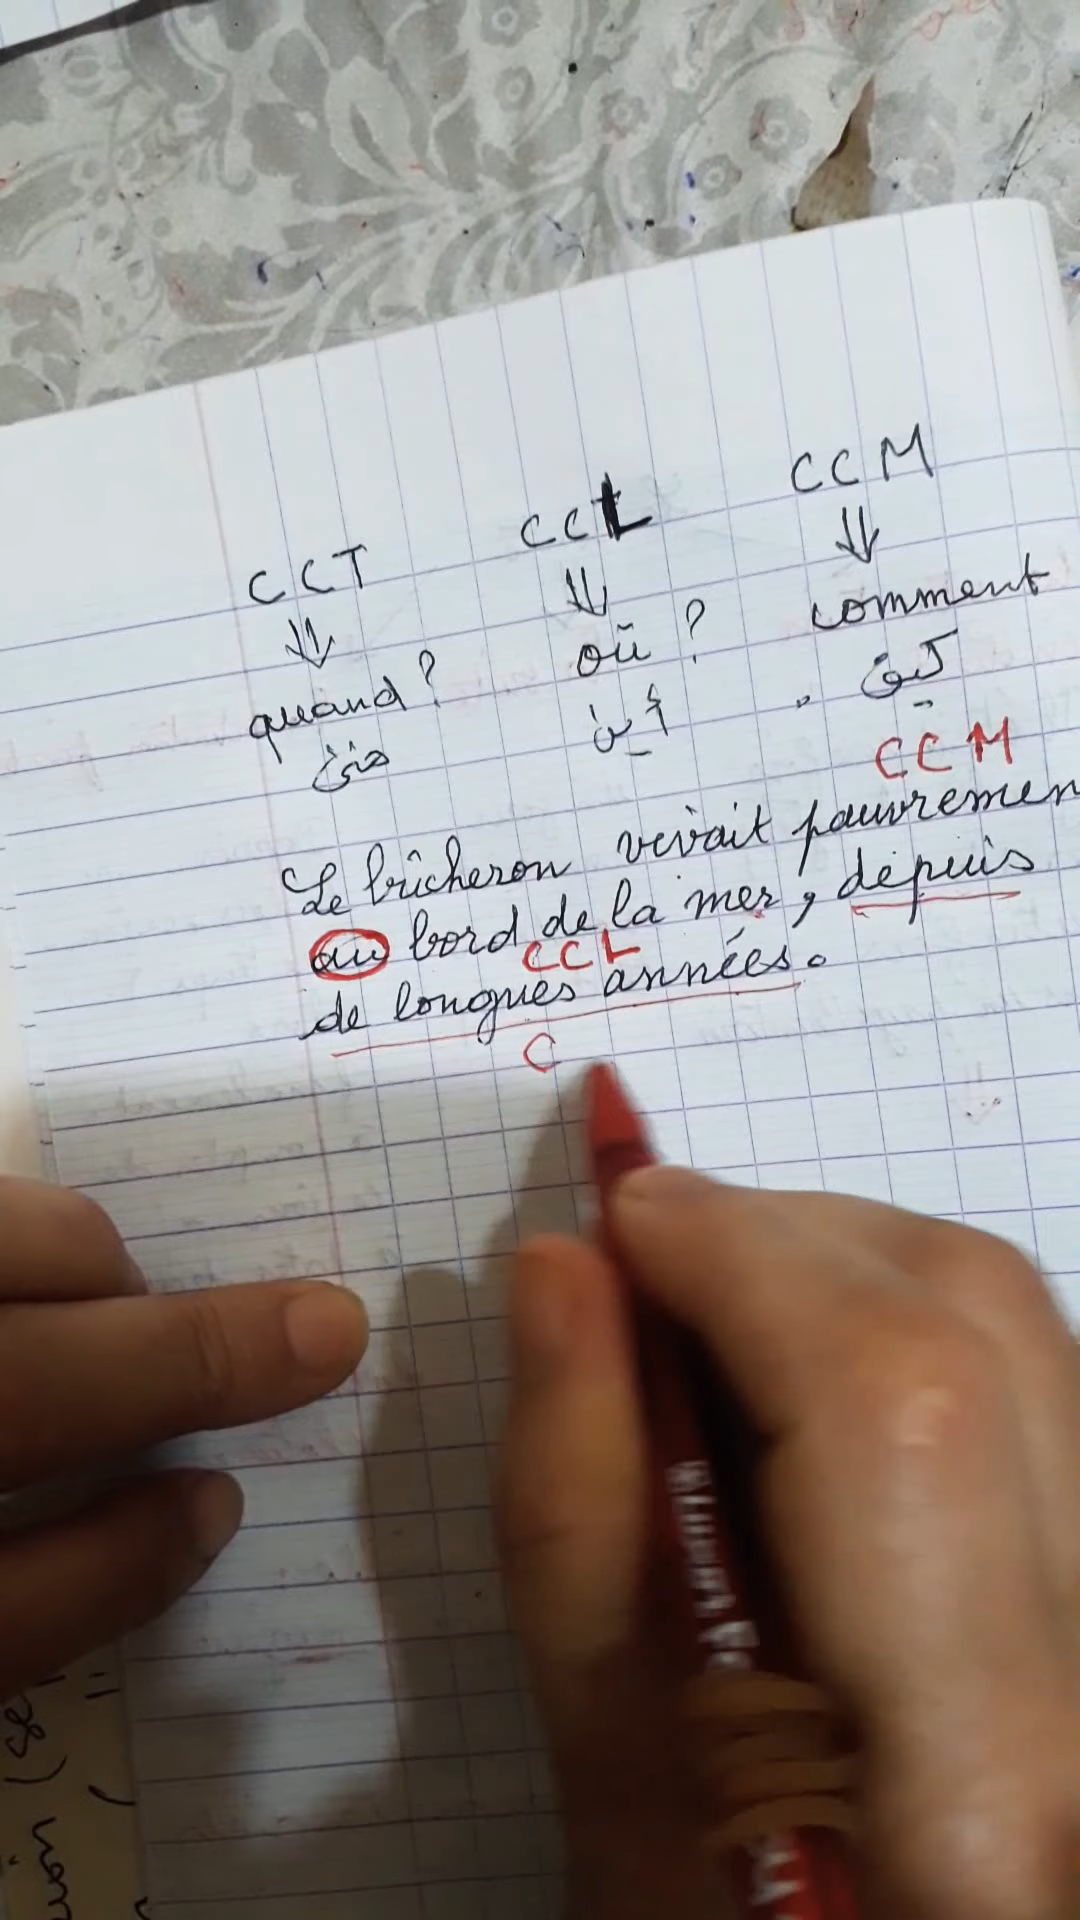 CCT CCL CCM
quand? où? comment
متى أين كيف
CCM
Le bûcheron vivait pauvremen
au bord de la mer, depuis
CCL
de longues années.
C